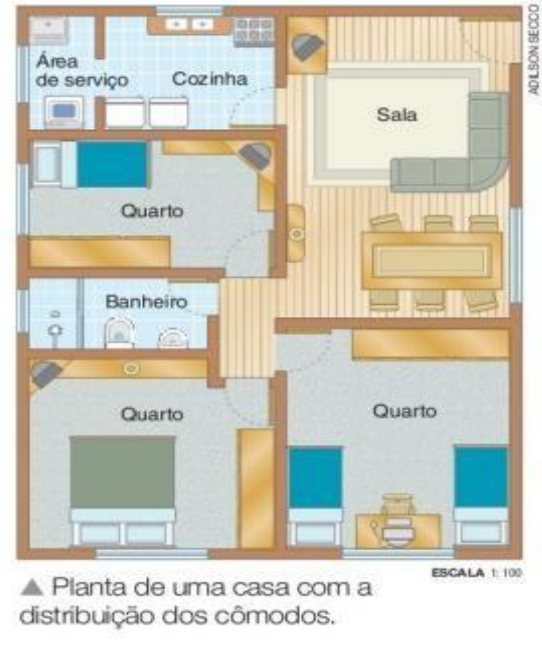 ADILSON SECCO
Área
de serviço
Cozinha
Sala
Quarto
Banheiro
Quarto
Quarto
ESCALA 1: 100
▲ Planta de uma casa com a
distribuição dos cômodos.